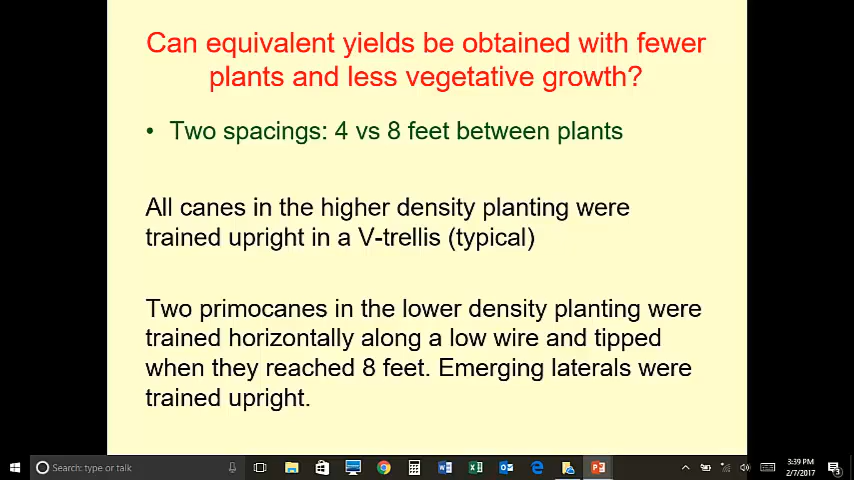 Can equivalent yields be obtained with fewer
plants and less vegetative growth?
• Two spacings: 4 vs 8 feet between plants
All canes in the higher density planting were
trained upright in a V-trellis (typical)
Two primocanes in the lower density planting were
trained horizontally along a low wire and tipped
when they reached 8 feet. Emerging laterals were
trained upright.
Search: type or talk
3:39 PM
2/7/2017